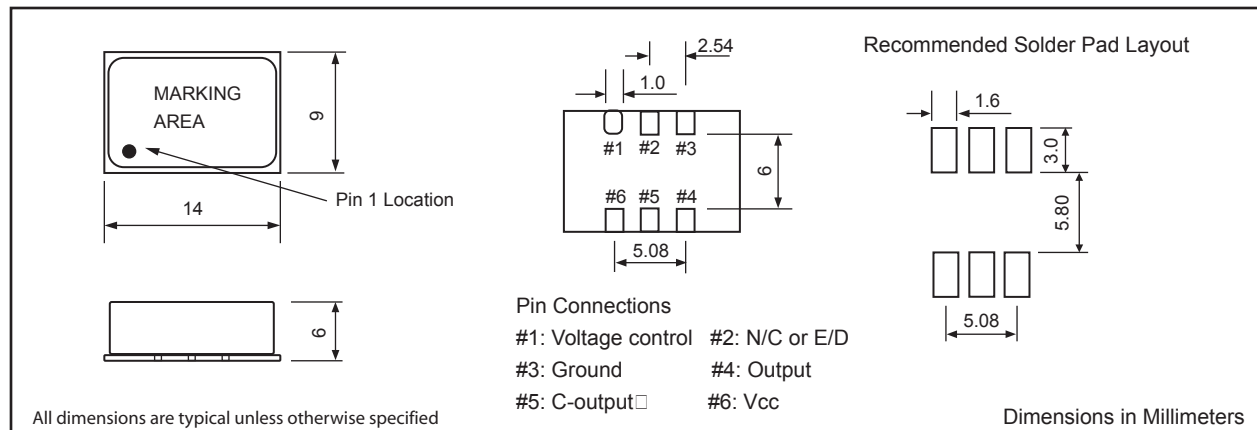 MARKING
AREA
Pin 1 Location
9
14
6
All dimensions are typical unless otherwise specified
2.54
1.0
#1 #2 #3
#6 #5 #4
6
5.08
Pin Connections
#1: Voltage control #2: N/C or E/D
#3: Ground #4: Output
#5: C-output□ #6: Vcc
Recommended Solder Pad Layout
1.6
3.0
5.80
5.08
Dimensions in Millimeters